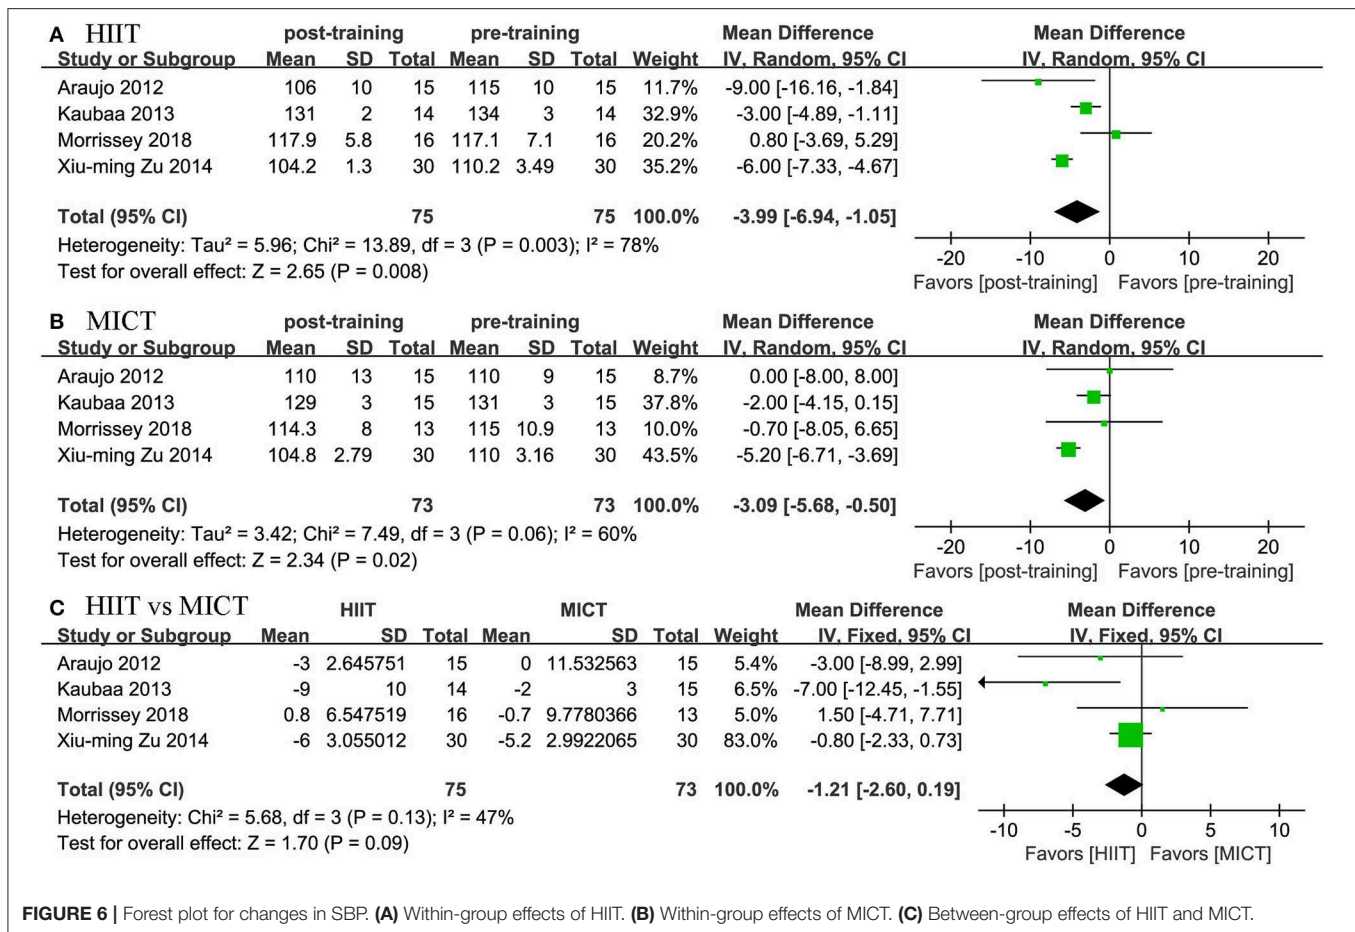 A HIIT post-training pre-training Mean Difference Mean Difference
Study or Subgroup Mean SD Total Mean SD Total Weight IV, Random, 95% CI IV, Random, 95% CI
Araujo 2012 106 10 15 115 10 15 11.7% -9.00 [-16.16, -1.84]
Kaubaa 2013 131 2 14 134 3 14 32.9% -3.00 [-4.89, -1.11]
Morrissey 2018 117.9 5.8 16 117.1 7.1 16 20.2% 0.80 [-3.69, 5.29]
Xiu-ming Zu 2014 104.2 1.3 30 110.2 3.49 30 35.2% -6.00 [-7.33, -4.67]
Total (95% CI) 75 75 100.0% -3.99 [-6.94, -1.05]
Heterogeneity: Tau² = 5.96; Chi² = 13.89, df = 3 (P = 0.003); I² = 78%
Test for overall effect: Z = 2.65 (P = 0.008)
-20 -10 0 10 20
Favors [post-training] Favors [pre-training]
B MICT post-training pre-training Mean Difference Mean Difference
Study or Subgroup Mean SD Total Mean SD Total Weight IV, Random, 95% CI IV, Random, 95% CI
Araujo 2012 110 13 15 110 9 15 8.7% 0.00 [-8.00, 8.00]
Kaubaa 2013 129 3 15 131 3 15 37.8% -2.00 [-4.15, 0.15]
Morrissey 2018 114.3 8 13 115 10.9 13 10.0% -0.70 [-8.05, 6.65]
Xiu-ming Zu 2014 104.8 2.79 30 110 3.16 30 43.5% -5.20 [-6.71, -3.69]
Total (95% CI) 73 73 100.0% -3.09 [-5.68, -0.50]
Heterogeneity: Tau² = 3.42; Chi² = 7.49, df = 3 (P = 0.06); I² = 60%
Test for overall effect: Z = 2.34 (P = 0.02)
-20 -10 0 10 20
Favors [post-training] Favors [pre-training]
C HIIT vs MICT HIIT MICT Mean Difference Mean Difference
Study or Subgroup Mean SD Total Mean SD Total Weight IV, Fixed, 95% CI IV, Fixed, 95% CI
Araujo 2012 -3 2.645751 15 0 11.532563 15 5.4% -3.00 [-8.99, 2.99]
Kaubaa 2013 -9 10 14 -2 3 15 6.5% -7.00 [-12.45, -1.55]
Morrissey 2018 0.8 6.547519 16 -0.7 9.7780366 13 5.0% 1.50 [-4.71, 7.71]
Xiu-ming Zu 2014 -6 3.055012 30 -5.2 2.9922065 30 83.0% -0.80 [-2.33, 0.73]
Total (95% CI) 75 73 100.0% -1.21 [-2.60, 0.19]
Heterogeneity: Chi² = 5.68, df = 3 (P = 0.13); I² = 47%
Test for overall effect: Z = 1.70 (P = 0.09)
-10 -5 0 5 10
Favors [HIIT] Favors [MICT]
FIGURE 6 | Forest plot for changes in SBP. (A) Within-group effects of HIIT. (B) Within-group effects of MICT. (C) Between-group effects of HIIT and MICT.